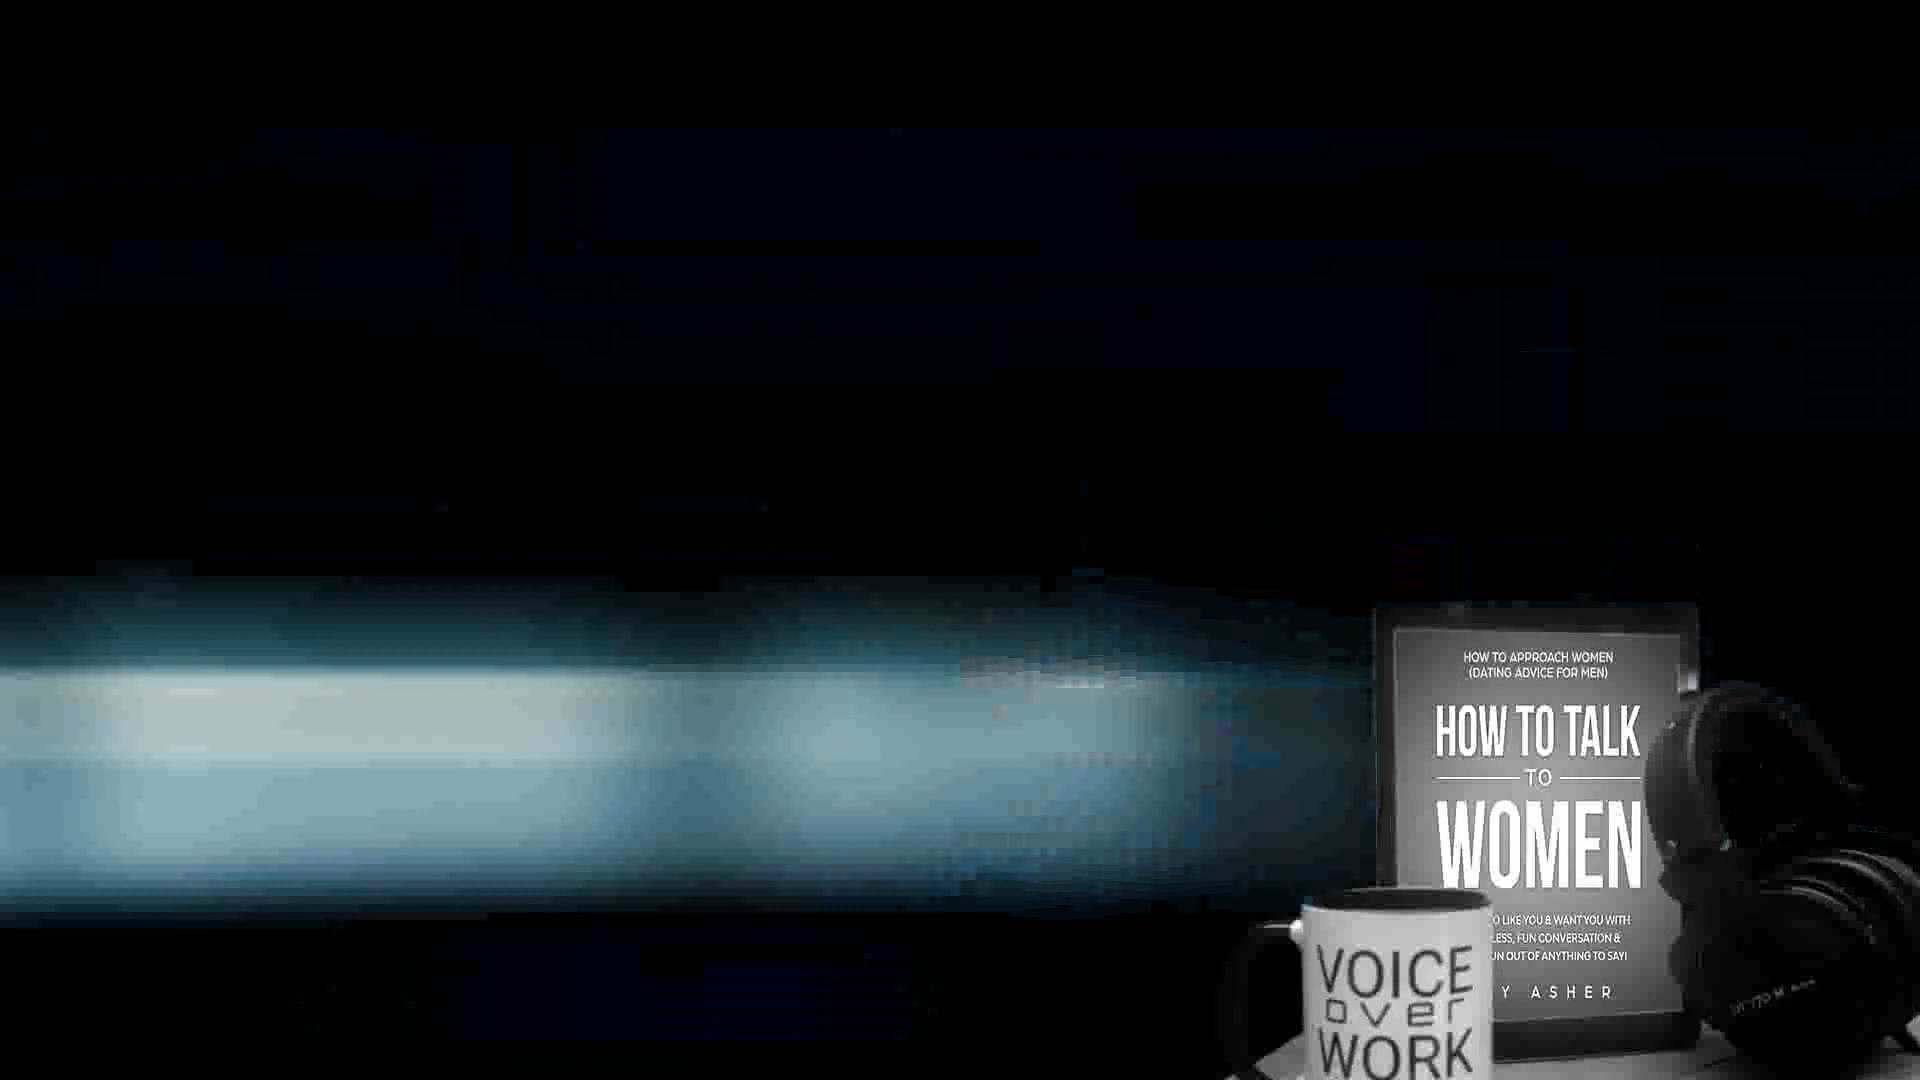 HOW TO APPROACH WOMEN
(DATING ADVICE FOR MEN)
HOW TO TALK
TO
WOMEN
LIKE YOU & WANT YOU WITH
FUN CONVERSATION &
OUT OF ANYTHING TO SAY!
Y ASHER
VOICE
over
WORK